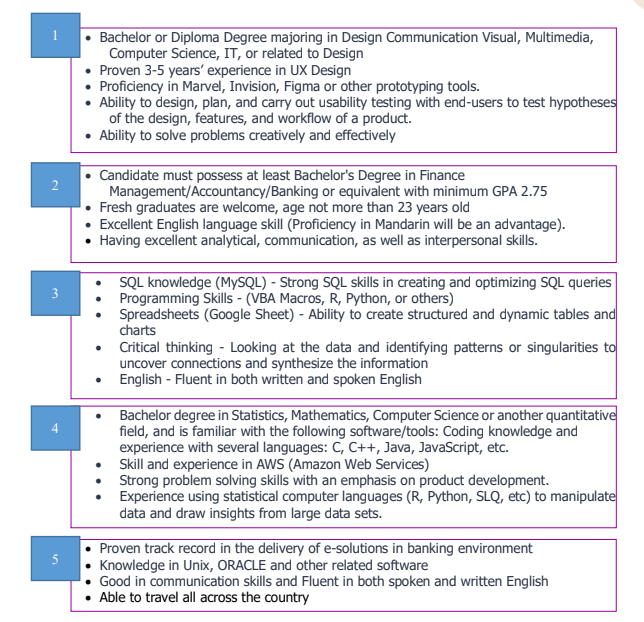 1
• Bachelor or Diploma Degree majoring in Design Communication Visual, Multimedia,
Computer Science, IT, or related to Design
• Proven 3-5 years’ experience in UX Design
• Proficiency in Marvel, Invision, Figma or other prototyping tools.
• Ability to design, plan, and carry out usability testing with end-users to test hypotheses
of the design, features, and workflow of a product.
• Ability to solve problems creatively and effectively
2
• Candidate must possess at least Bachelor's Degree in Finance
Management/Accountancy/Banking or equivalent with minimum GPA 2.75
• Fresh graduates are welcome, age not more than 23 years old
• Excellent English language skill (Proficiency in Mandarin will be an advantage).
• Having excellent analytical, communication, as well as interpersonal skills.
3
• SQL knowledge (MySQL) - Strong SQL skills in creating and optimizing SQL queries
• Programming Skills - (VBA Macros, R, Python, or others)
• Spreadsheets (Google Sheet) - Ability to create structured and dynamic tables and
charts
• Critical thinking - Looking at the data and identifying patterns or singularities to
uncover connections and synthesize the information
• English - Fluent in both written and spoken English
4
• Bachelor degree in Statistics, Mathematics, Computer Science or another quantitative
field, and is familiar with the following software/tools: Coding knowledge and
experience with several languages: C, C++, Java, JavaScript, etc.
• Skill and experience in AWS (Amazon Web Services)
• Strong problem solving skills with an emphasis on product development.
• Experience using statistical computer languages (R, Python, SLQ, etc) to manipulate
data and draw insights from large data sets.
5
• Proven track record in the delivery of e-solutions in banking environment
• Knowledge in Unix, ORACLE and other related software
• Good in communication skills and Fluent in both spoken and written English
• Able to travel all across the country